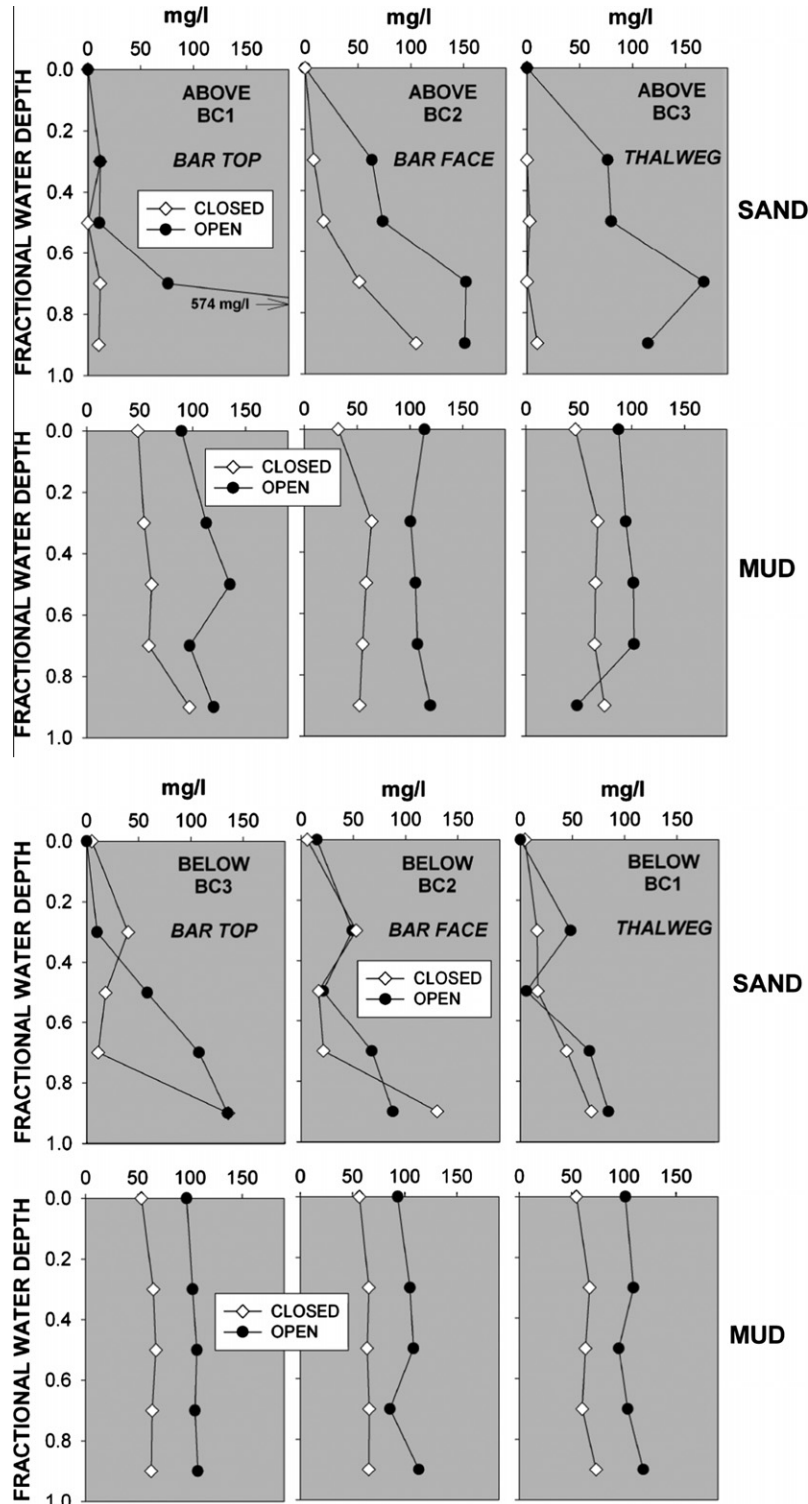 mg/l mg/l mg/l
0 50 100 150 0 50 100 150 0 50 100 150
FRACTIONAL WATER DEPTH
0.0
0.2
0.4
0.6
0.8
1.0
ABOVE
BC1
BAR TOP
CLOSED
OPEN
574 mg/l
ABOVE
BC2
BAR FACE
ABOVE
BC3
THALWEG
SAND
0 50 100 150 0 50 100 150 0 50 100 150
FRACTIONAL WATER DEPTH
0.0
0.2
0.4
0.6
0.8
1.0
CLOSED
OPEN
MUD
mg/l mg/l mg/l
0 50 100 150 0 50 100 150 0 50 100 150
FRACTIONAL WATER DEPTH
0.0
0.2
0.4
0.6
0.8
1.0
BELOW
BC3
BAR TOP
BELOW
BC2
BAR FACE
CLOSED
OPEN
BELOW
BC1
THALWEG
SAND
0 50 100 150 0 50 100 150 0 50 100 150
FRACTIONAL WATER DEPTH
0.0
0.2
0.4
0.6
0.8
1.0
CLOSED
OPEN
MUD